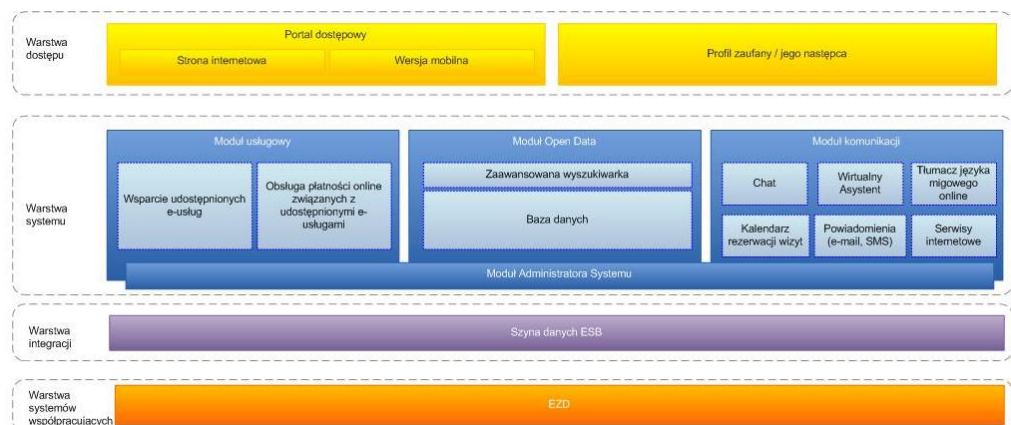 Warstwa
dostępu
Portal dostępowy
Strona internetowa
Wersja mobilna
Profil zaufany / jego następca
Warstwa
systemu
Moduł usługowy
Wsparcie udostępnionych
e-usług
Obsługa płatności online
związanych z
udostępnionymi e-
usługami
Moduł Open Data
Zaawansowana wyszukiwarka
Baza danych
Moduł komunikacji
Chat
Wirtualny
Asystent
Tłumacz języka
migowego
online
Kalendarz
rezerwacji wizyt
Powiadomienia
(e-mail, SMS)
Serwisy
internetowe
Moduł Administratora Systemu
Warstwa
integracji
Szyna danych ESB
Warstwa
systemów
współpracujących
EZD